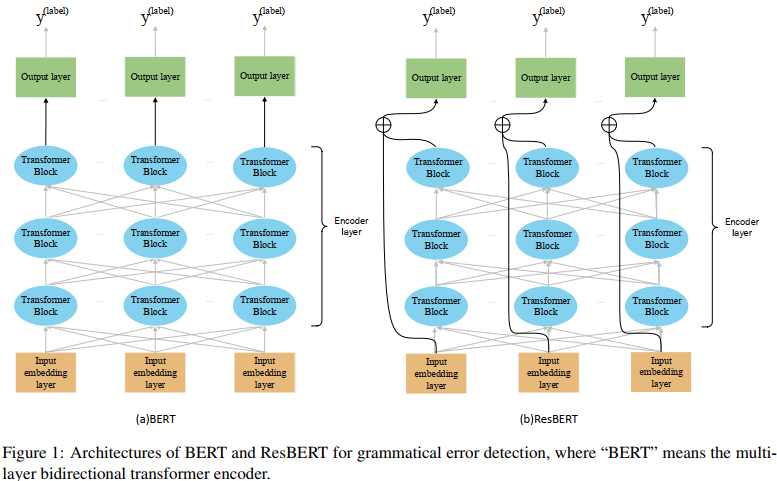 y(label) y(label) y(label) y(label) y(label) y(label)
Output layer Output layer Output layer Output layer Output layer Output layer
Transformer Block Transformer Block Transformer Block Transformer Block Transformer Block Transformer Block
Transformer Block Transformer Block Transformer Block Encoder layer Transformer Block Transformer Block Transformer Block Encoder layer
Transformer Block Transformer Block Transformer Block Transformer Block Transformer Block Transformer Block
Input embedding layer Input embedding layer Input embedding layer Input embedding layer Input embedding layer Input embedding layer
(a)BERT (b)ResBERT
Figure 1: Architectures of BERT and ResBERT for grammatical error detection, where “BERT” means the multi-
layer bidirectional transformer encoder.